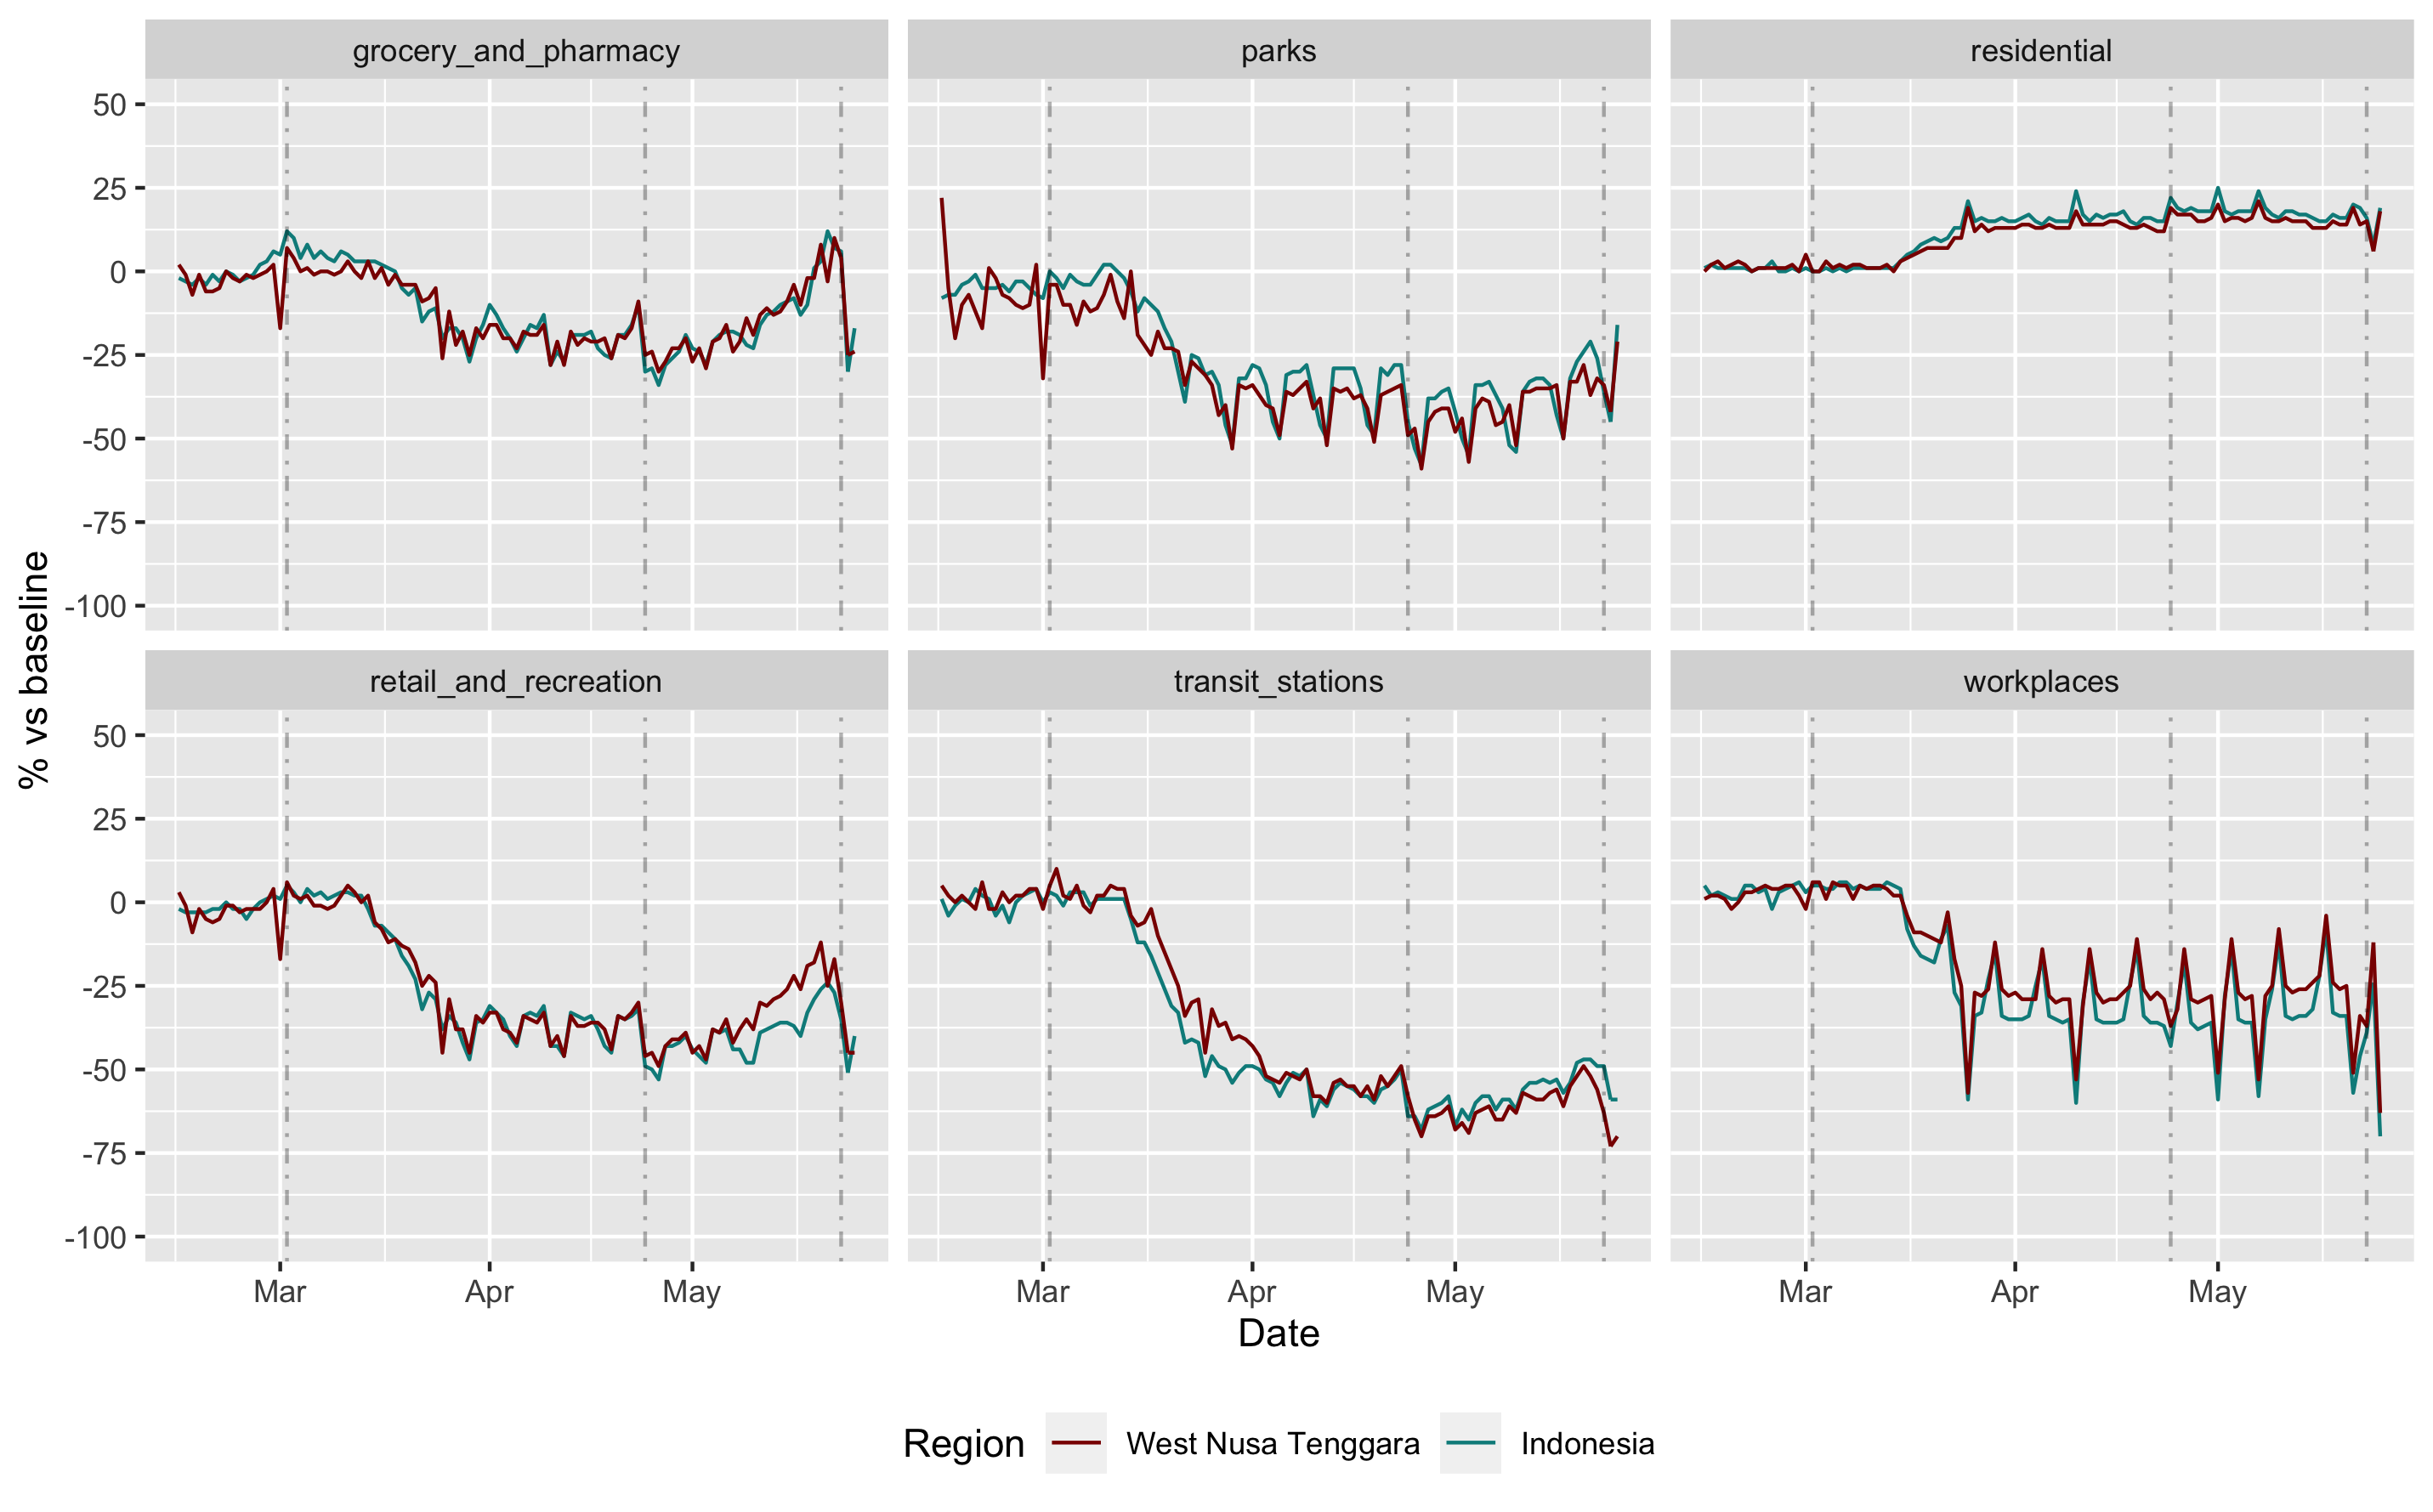 grocery_and_pharmacy
parks
residential
50
25
0
-25
-50
-75
-100
% vs baseline
retail_and_recreation
transit_stations
workplaces
50
25
0
-25
-50
-75
-100
Mar Apr May
Mar Apr May
Mar Apr May
Date
Region West Nusa Tenggara Indonesia